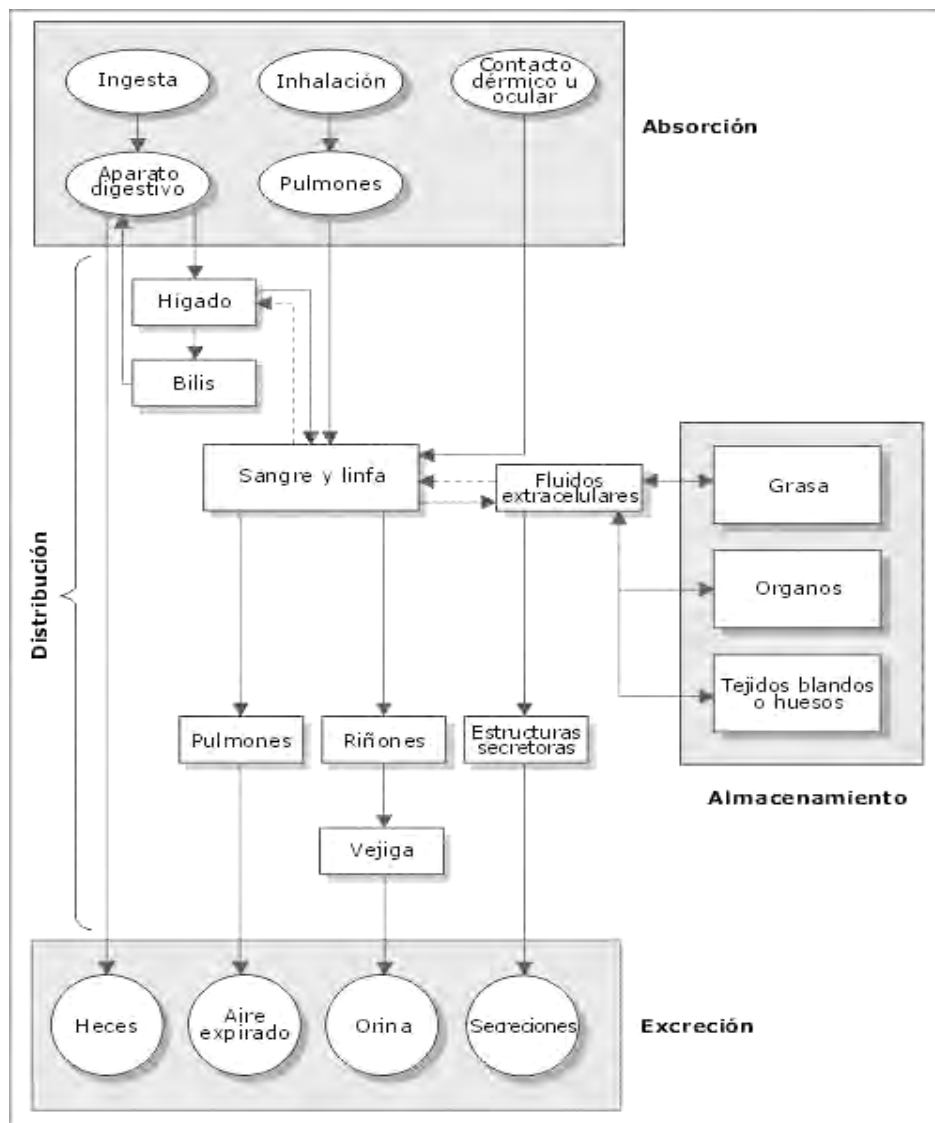 Ingesta
Inhalación
Contacto
dérmico u
ocular
Absorción
Aparato
digestivo
Pulmones
Hígado
Bilis
Sangre y linfa
Fluidos
extracelulares
Grasa
Organos
Tejidos blandos
o huesos
Almacenamiento
Distribución
Pulmones
Riñones
Estructuras
secretoras
Vejiga
Heces
Aire
expirado
Orina
Secreciones
Excreción